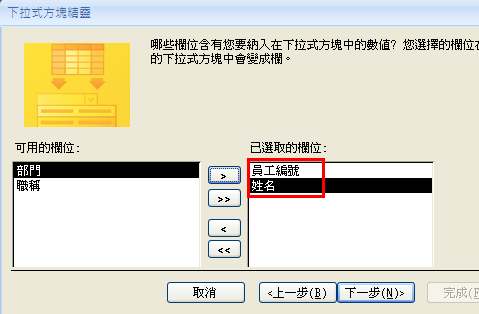 下拉式方塊精靈
哪些欄位含有您要納入在下拉式方塊中的數值? 您選擇的欄位在
的下拉式方塊中會變成欄。
可用的欄位:
已選取的欄位:
部門
職稱
>
>>
<
<<
員工編號
姓名
取消
<上一步(B)
下一步(N)>
完成(F